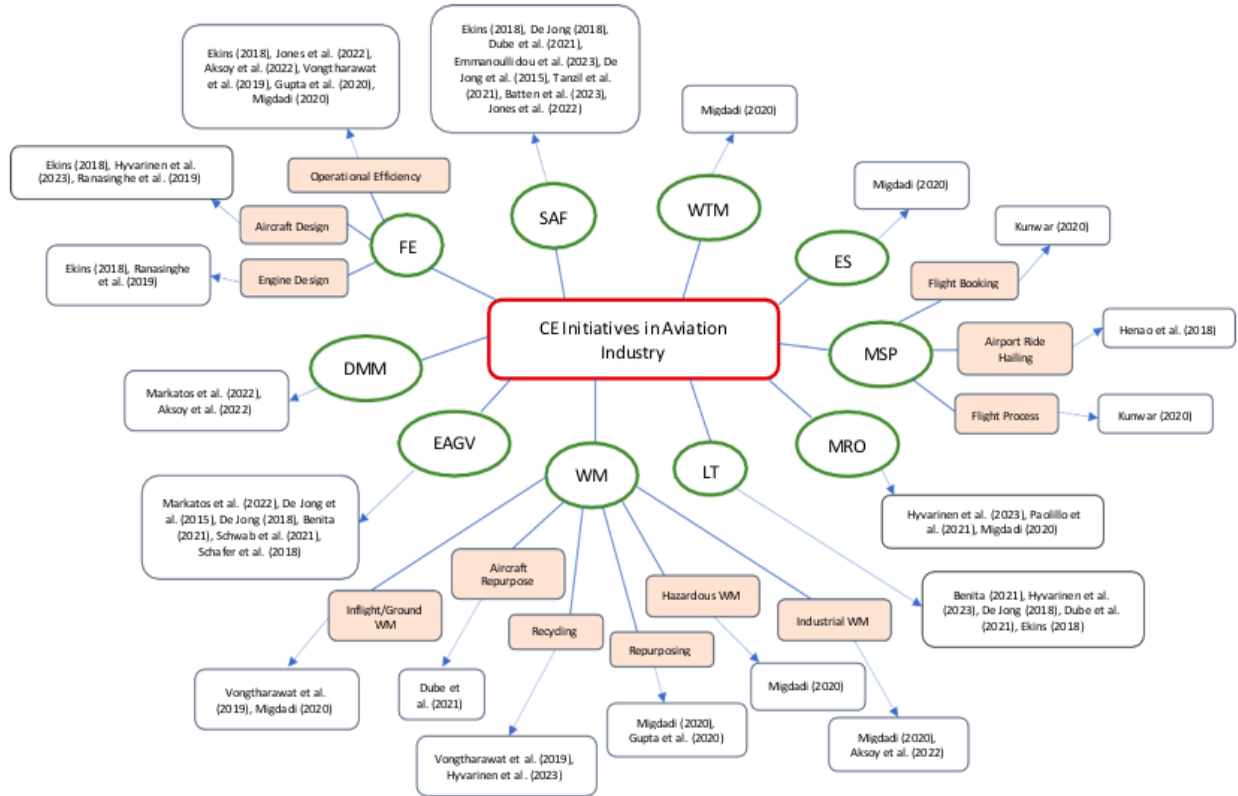 Ekins (2018), Jones et al. (2022),
Aksoy et al. (2022), Vongtharawat
et al. (2019), Gupta et al. (2020),
Migdadi (2020)
Ekins (2018), De Jong (2018),
Dube et al. (2021),
Emmanoullidou et al. (2023), De
Jong et al. (2015), Tanzil et al.
(2021), Batten et al. (2023),
Jones et al. (2022)
Migdadi (2020)
Ekins (2018), Hyvarinen et al.
(2023), Ranasinghe et al. (2019)
Operational Efficiency
Migdadi (2020)
Aircraft Design
FE
SAF
WTM
ES
Kunwar (2020)
Ekins (2018), Ranasinghe
et al. (2019)
Engine Design
Flight Booking
CE Initiatives in Aviation
Industry
Henao et al. (2018)
Airport Ride
Hailing
MSP
DMM
Markatos et al. (2022),
Aksoy et al. (2022)
Flight Process
Kunwar (2020)
EAGV
WM
LT
MRO
Markatos et al. (2022), De Jong et
al. (2015), De Jong (2018), Benita
(2021), Schwab et al. (2021),
Schafer et al. (2018)
Hyvarinen et al. (2023), Paolillo et
al. (2021), Migdadi (2020)
Aircraft
Repurpose
Inflight/Ground
WM
Recycling
Repurposing
Hazardous WM
Industrial WM
Benita (2021), Hyvarinen et al.
(2023), De Jong (2018), Dube et al.
(2021), Ekins (2018)
Vongtharawat et al.
(2019), Migdadi (2020)
Dube et
al. (2021)
Vongtharawat et al. (2019),
Hyvarinen et al. (2023)
Migdadi (2020),
Gupta et al. (2020)
Migdadi (2020)
Migdadi (2020),
Aksoy et al. (2022)